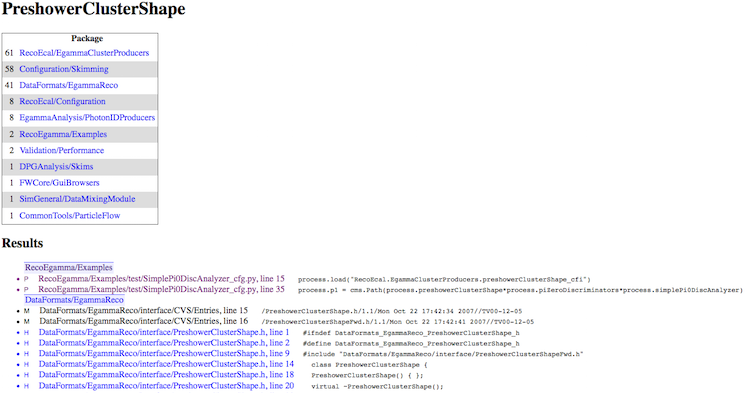 PreshowerClusterShape
Package
61 RecoEcal/EgammaClusterProducers
58 Configuration/Skimming
41 DataFormats/EgammaReco
8 RecoEcal/Configuration
8 EgammaAnalysis/PhotonIDProducers
2 RecoEgamma/Examples
2 Validation/Performance
1 DPGAnalysis/Skims
1 FWCore/GuiBrowsers
1 SimGeneral/DataMixingModule
1 CommonTools/ParticleFlow
Results
RecoEgamma/Examples
• P RecoEgamma/Examples/test/SimplePi0DiscAnalyzer_cfg.py, line 15 process.load("RecoEcal.EgammaClusterProducers.preshowerClusterShape_cfi")
• P RecoEgamma/Examples/test/SimplePi0DiscAnalyzer_cfg.py, line 35 process.p1 = cms.Path(process.preshowerClusterShape*process.piZeroDiscriminators*process.simplePi0DiscAnalyzer)
DataFormats/EgammaReco
• M DataFormats/EgammaReco/interface/CVS/Entries, line 15 /PreshowerClusterShape.h/1.1/Mon Oct 22 17:42:34 2007//TV00-12-05
• M DataFormats/EgammaReco/interface/CVS/Entries, line 16 /PreshowerClusterShapeFwd.h/1.1/Mon Oct 22 17:42:41 2007//TV00-12-05
• H DataFormats/EgammaReco/interface/PreshowerClusterShape.h, line 1 #ifndef DataFormats_EgammaReco_PreshowerClusterShape_h
• H DataFormats/EgammaReco/interface/PreshowerClusterShape.h, line 2 #define DataFormats_EgammaReco_PreshowerClusterShape_h
• H DataFormats/EgammaReco/interface/PreshowerClusterShape.h, line 9 #include "DataFormats/EgammaReco/interface/PreshowerClusterShapeFwd.h"
• H DataFormats/EgammaReco/interface/PreshowerClusterShape.h, line 14 class PreshowerClusterShape {
• H DataFormats/EgammaReco/interface/PreshowerClusterShape.h, line 18 PreshowerClusterShape() { };
• H DataFormats/EgammaReco/interface/PreshowerClusterShape.h, line 20 virtual ~PreshowerClusterShape();